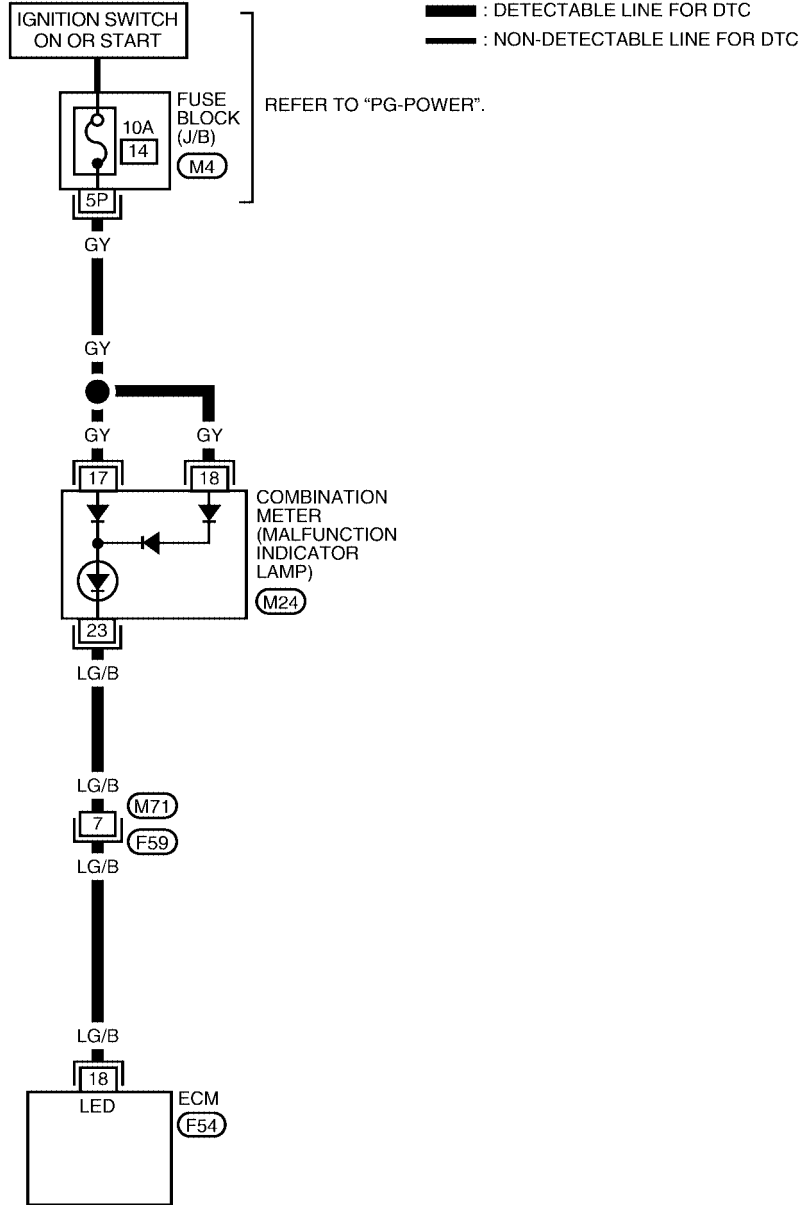 IGNITION SWITCH
ON OR START
: DETECTABLE LINE FOR DTC
: NON-DETECTABLE LINE FOR DTC
FUSE
BLOCK
(J/B)
10A
14
M4
REFER TO “PG-POWER”.
5P
GY
GY
GY
GY
17
18
COMBINATION
METER
(MALFUNCTION
INDICATOR
LAMP)
M24
23
LG/B
LG/B
M71
7
F59
LG/B
LG/B
18
LED
ECM
F54